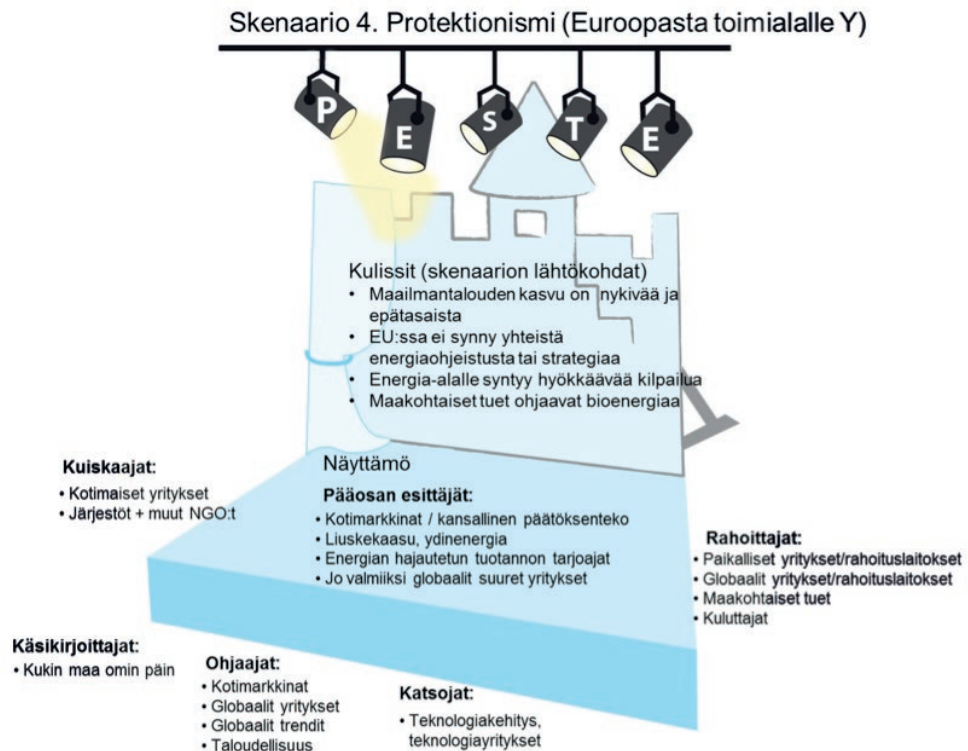 Skenaario 4. Protektionismi (Euroopasta toimialalle Y)
P E S T E
Kulissit (skenaarion lähtökohdat)
• Maailmantalouden kasvu on nykivää ja
epätasaista
• EU:ssa ei synny yhteistä
energiaohjeistusta tai strategiaa
• Energia-alalle syntyy hyökkäävää kilpailua
• Maakohtaiset tuet ohjaavat bioenergiaa
Kuiskaajat:
• Kotimaiset yritykset
• Järjestöt + muut NGO:t
Näyttämö
Pääosan esittäjät:
• Kotimarkkinat / kansallinen päätöksenteko
• Liuskekaasu, ydinenergia
• Energian hajautetun tuotannon tarjoajat
• Jo valmiiksi globaalit suuret yritykset
Rahoittajat:
• Paikalliset yritykset/rahoituslaitokset
• Globaalit yritykset/rahoituslaitokset
• Maakohtaiset tuet
• Kuluttajat
Käsikirjoittajat:
• Kukin maa omin päin
Ohjaajat:
• Kotimarkkinat
• Globaalit yritykset
• Globaalit trendit
• Taloudellisuus
Katsojat:
• Teknologiakehitys,
teknologiayritykset